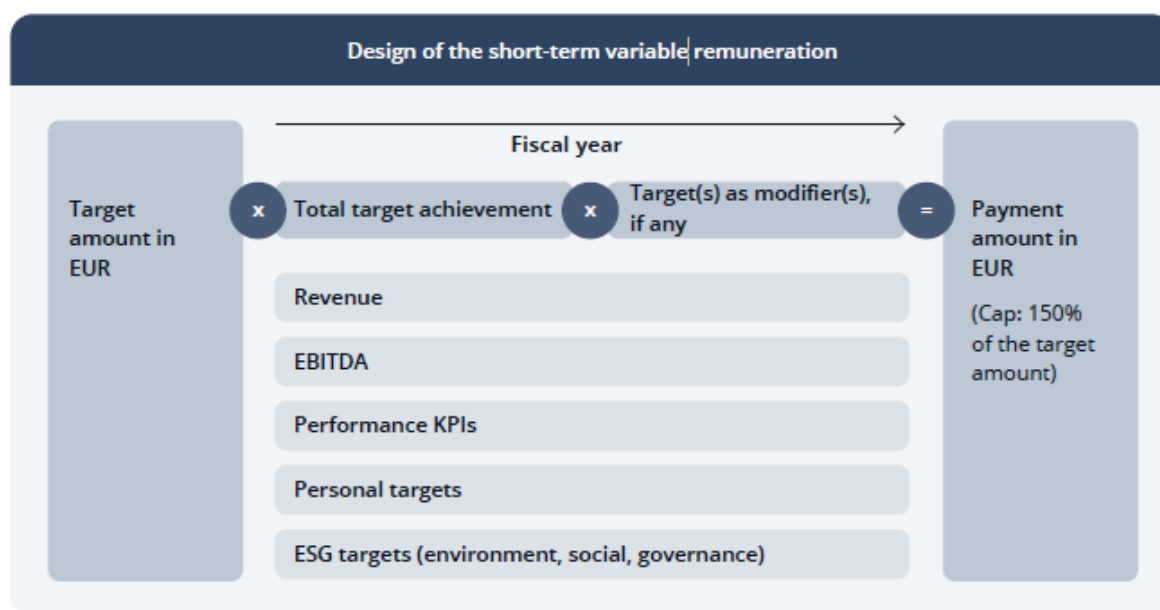 Design of the short-term variable remuneration
Fiscal year
Target
amount in
EUR
x
Total target achievement
x
Target(s) as modifier(s),
if any
=
Payment
amount in
EUR
(Cap: 150%
of the target
amount)
Revenue
EBITDA
Performance KPIs
Personal targets
ESG targets (environment, social, governance)